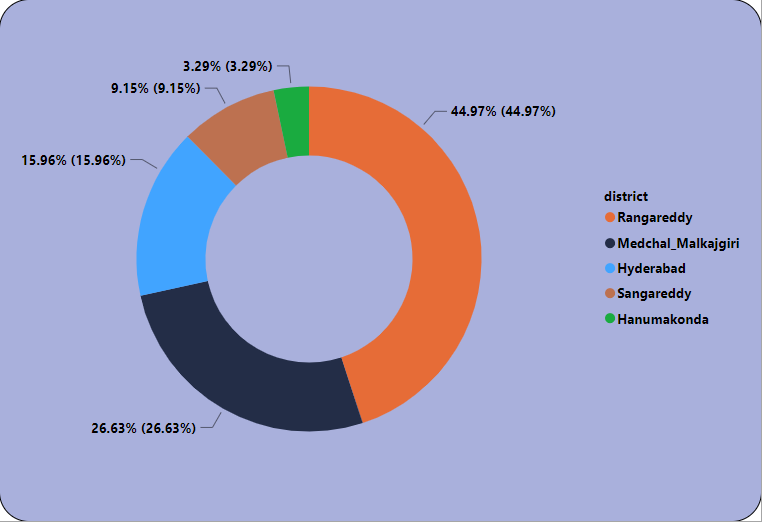 3.29% (3.29%)
9.15% (9.15%)
44.97% (44.97%)
15.96% (15.96%)
26.63% (26.63%)
district
Rangareddy
Medchal_Malkajgiri
Hyderabad
Sangareddy
Hanumakonda